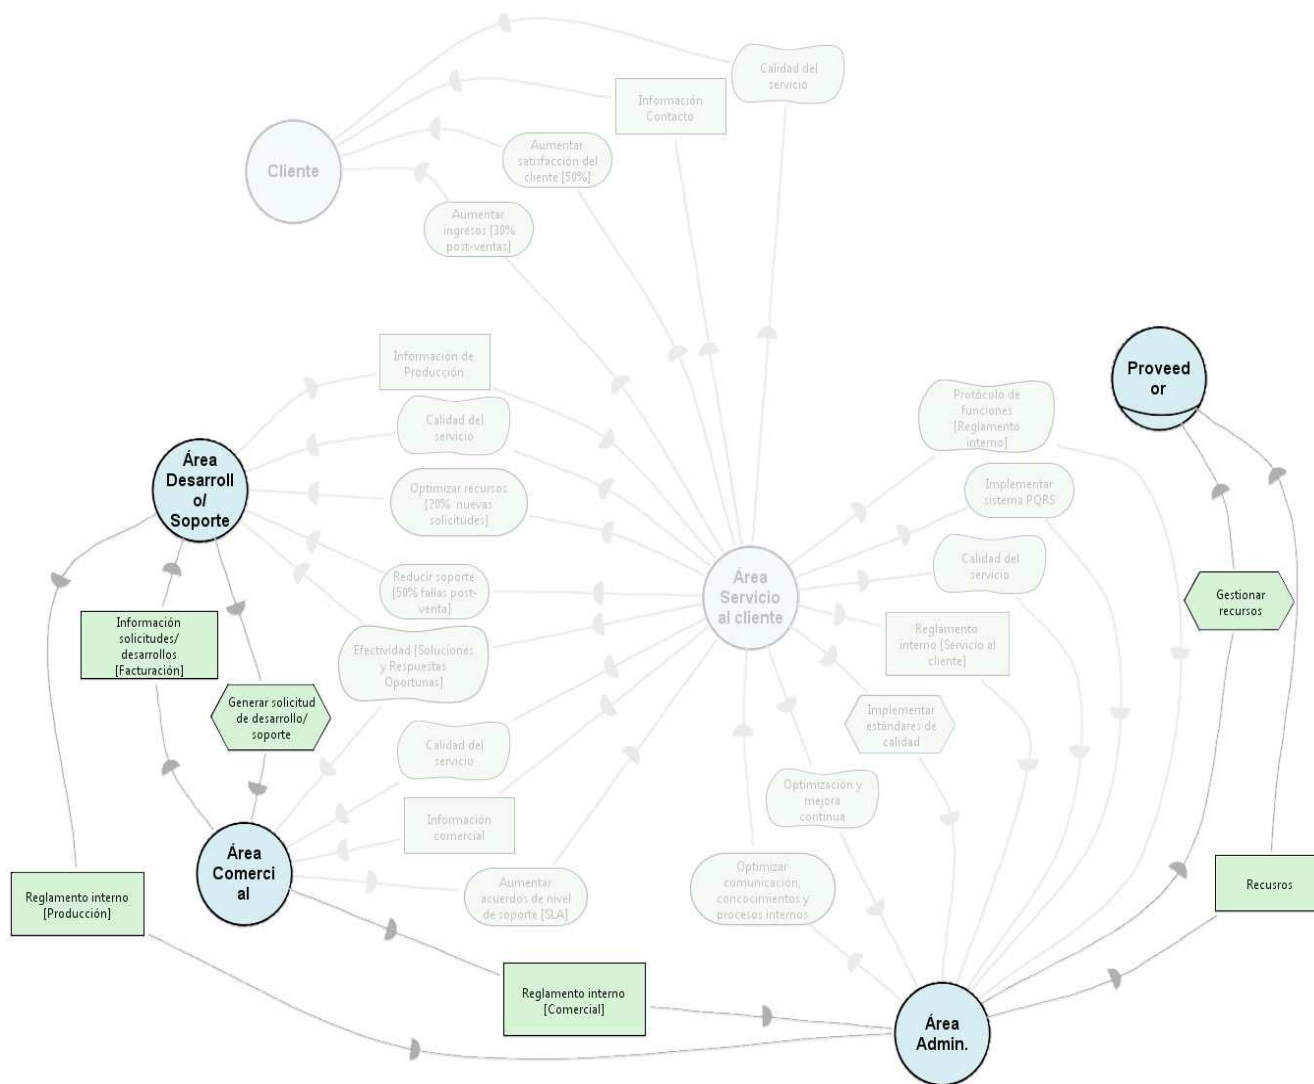 Calidad del
servicio
Información
Contacto
Cliente
Aumentar
satisfacción del
cliente [50%]
Aumentar
ingresos [30%
post-ventas]
Información de
Producción
Calidad del
servicio
Optimizar recursos
[20% nuevas
solicitudes]
Reducir soporte
[50% fallas post-
venta]
Efectividad [Soluciones
y Respuestas
Oportunas]
Calidad del
servicio
Información
comercial
Aumentar
acuerdos de nivel
de soporte [SLA]
Área
Desarroll
o/
Soporte
Información
solicitudes/
desarrollos
[Facturación]
Generar solicitud
de desarrollo/
soporte
Área
Comerci
al
Reglamento interno
[Producción]
Reglamento interno
[Comercial]
Área
Servicio
al cliente
Protócolo de
funciones
[Reglamento
interno]
Implementar
sistema PQRS
Calidad del
servicio
Reglamento
interno [Servicio al
cliente]
Implementar
estándares de
calidad
Optimización y
mejora
continua
Optimizar
comunicación,
concocimientos y
procesos internos
Proveed
or
Gestionar
recursos
Recusros
Área
Admin.